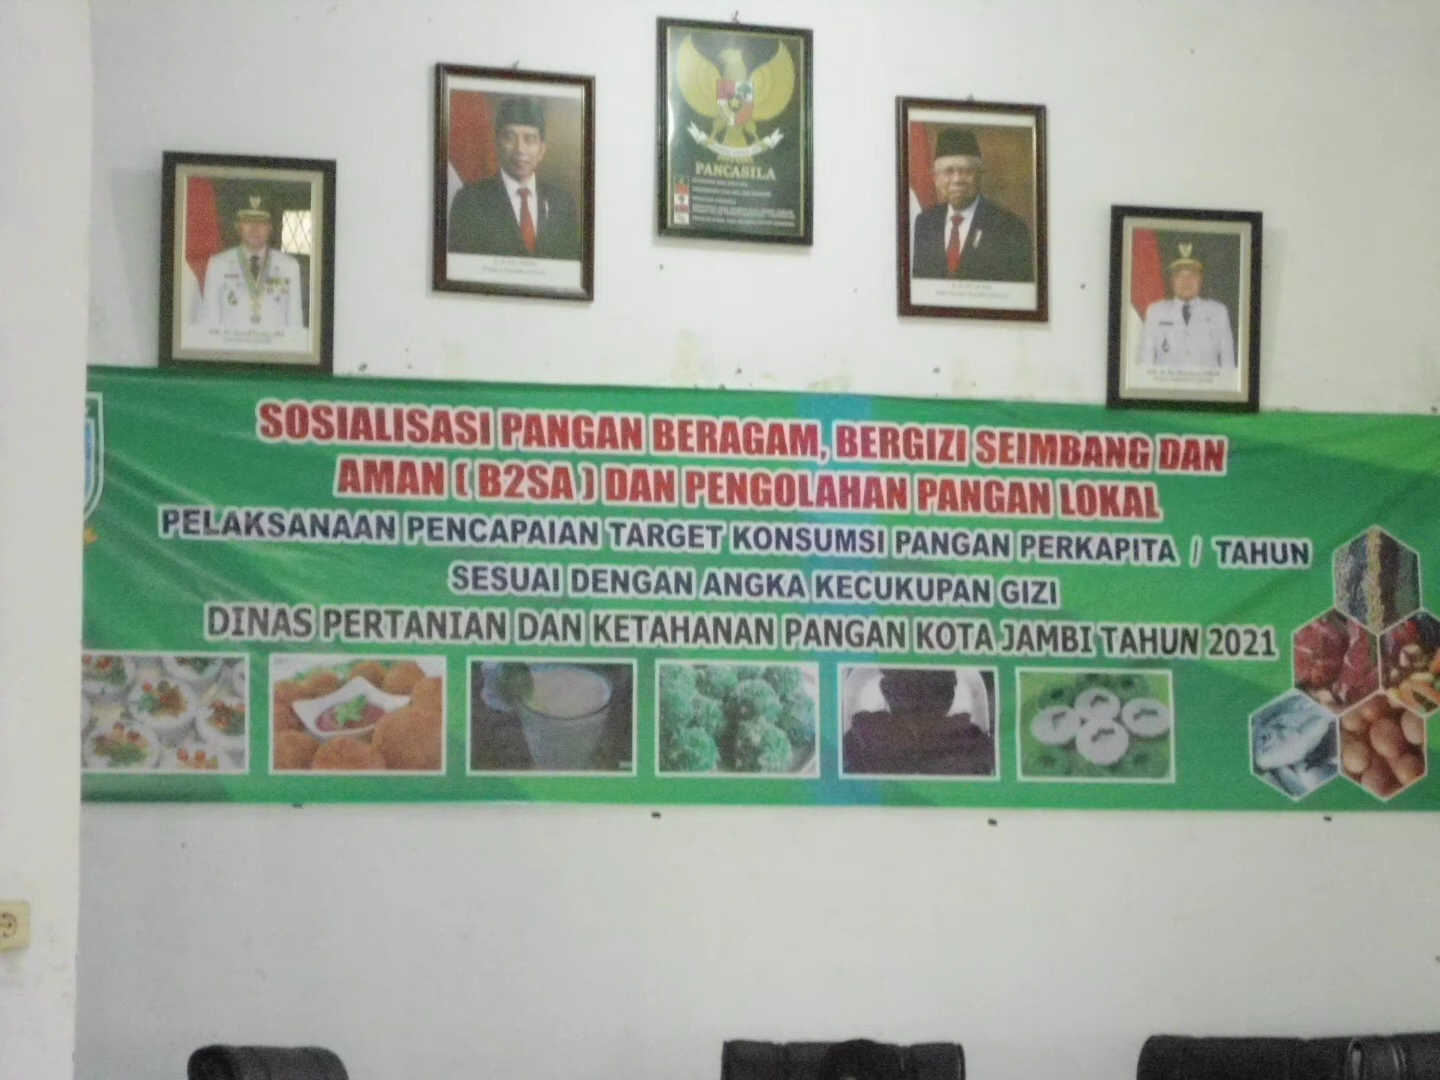 PANCASILA
SOSIALISASI PANGAN BERAGAM, BERGIZI SEIMBANG DAN
AMAN ( B2SA ) DAN PENGOLAHAN PANGAN LOKAL
PELAKSANAAN PENCAPAIAN TARGET KONSUMSI PANGAN PERKAPITA / TAHUN
SESUAI DENGAN ANGKA KECUKUPAN GIZI
DINAS PERTANIAN DAN KETAHANAN PANGAN KOTA JAMBI TAHUN 2021